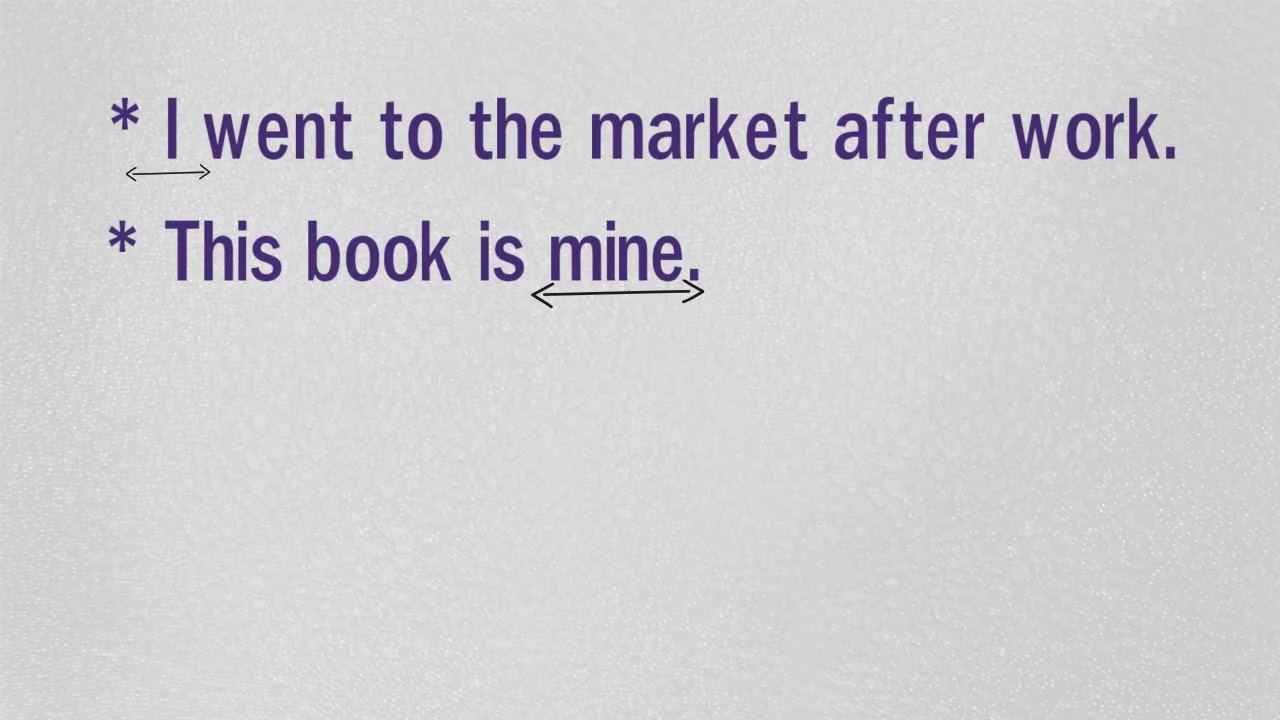 * I went to the market after work.
* This book is mine.